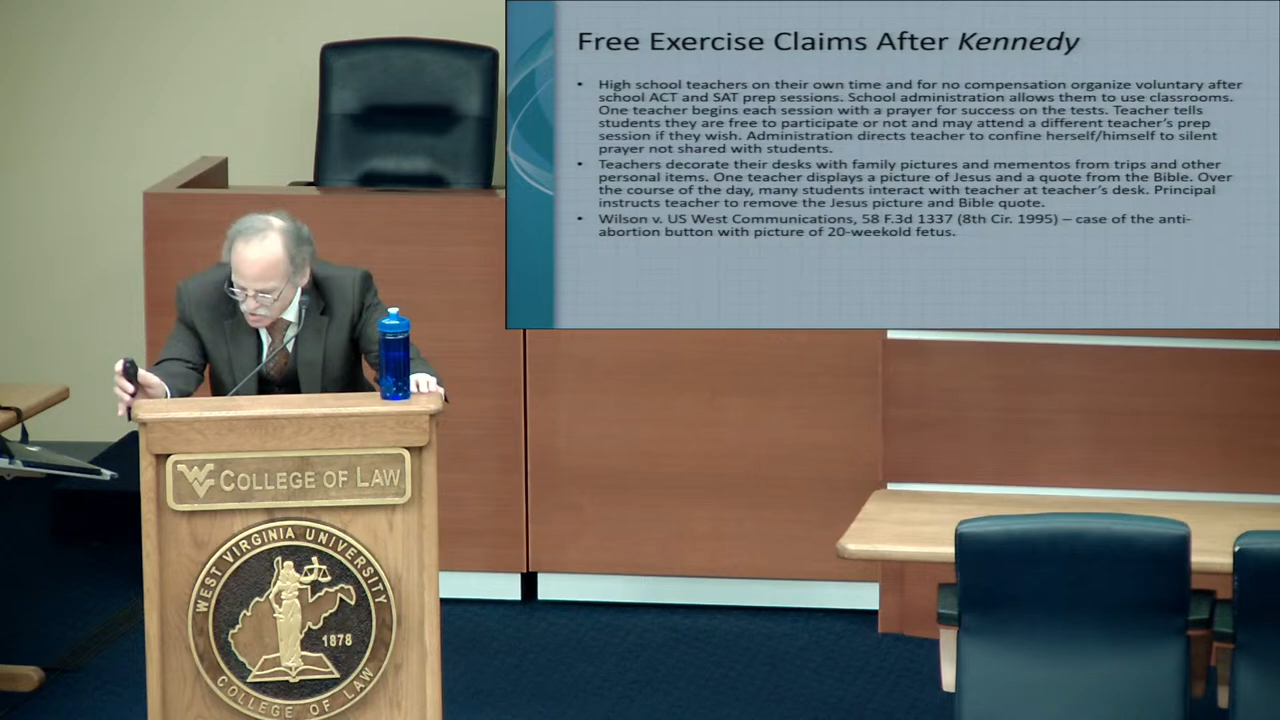 Free Exercise Claims After Kennedy
• High school teachers on their own time and for no compensation organize voluntary after
school ACT and SAT prep sessions. School administration allows them to use classrooms.
One teacher begins each session with a prayer for success on the tests. Teacher tells
students they are free to participate or not and may attend a different teacher's prep
session if they wish. Administration directs teacher to confine herself/himself to silent
prayer not shared with students.
• Teachers decorate their desks with family pictures and mementos from trips and other
personal items. One teacher displays a picture of Jesus and a quote from the Bible. Over
the course of the day, many students interact with teacher at teacher's desk. Principal
instructs teacher to remove the Jesus picture and Bible quote.
• Wilson v. US West Communications, 58 F.3d 1337 (8th Cir. 1995) – case of the anti-
abortion button with picture of 20-weekold fetus.
WV COLLEGE OF LAW
WEST VIRGINIA UNIVERSITY
1878
COLLEGE OF LAW